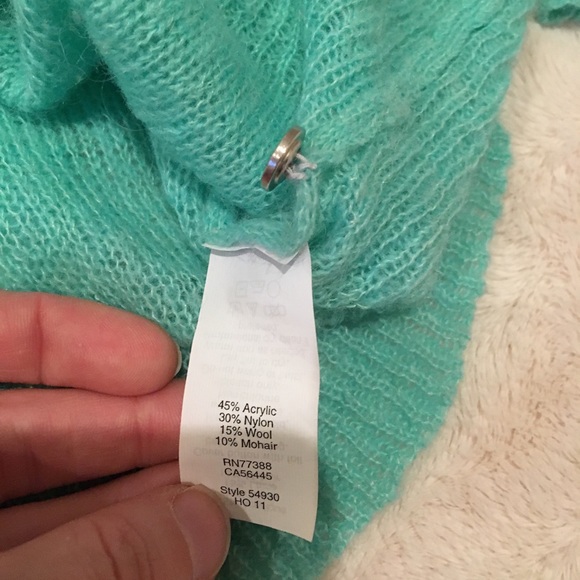 45% Acrylic
30% Nylon
15% Wool
10% Mohair
RN77388
CA56445
Style 54930
HO 11